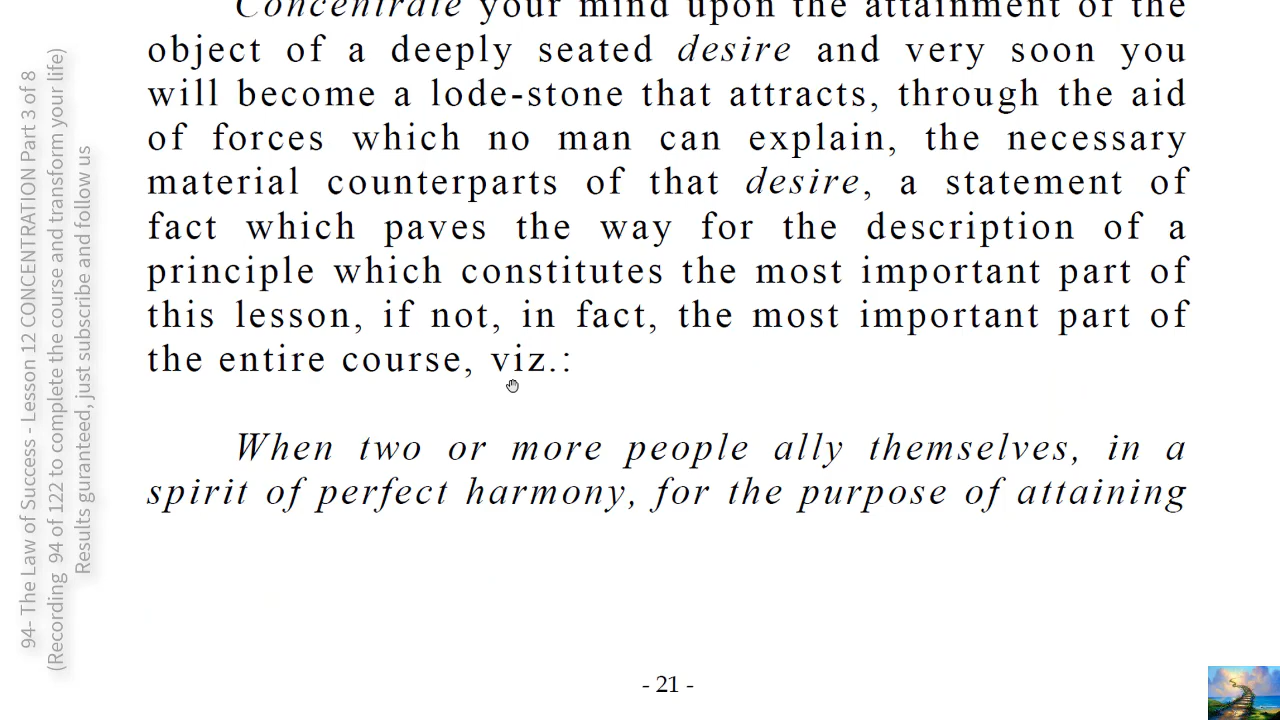 Concentrate your mind upon the attainment of the
object of a deeply seated desire and very soon you
will become a lode-stone that attracts, through the aid
of forces which no man can explain, the necessary
material counterparts of that desire, a statement of
fact which paves the way for the description of a
principle which constitutes the most important part of
this lesson, if not, in fact, the most important part of
the entire course, viz.:
When two or more people ally themselves, in a
spirit of perfect harmony, for the purpose of attaining
- 21 -
94- The Law of Success - Lesson 12 CONCENTRATION Part 3 of 8
(Recording 94 of 122 to complete the course and transform your life)
Results guranteed, just subscribe and follow us